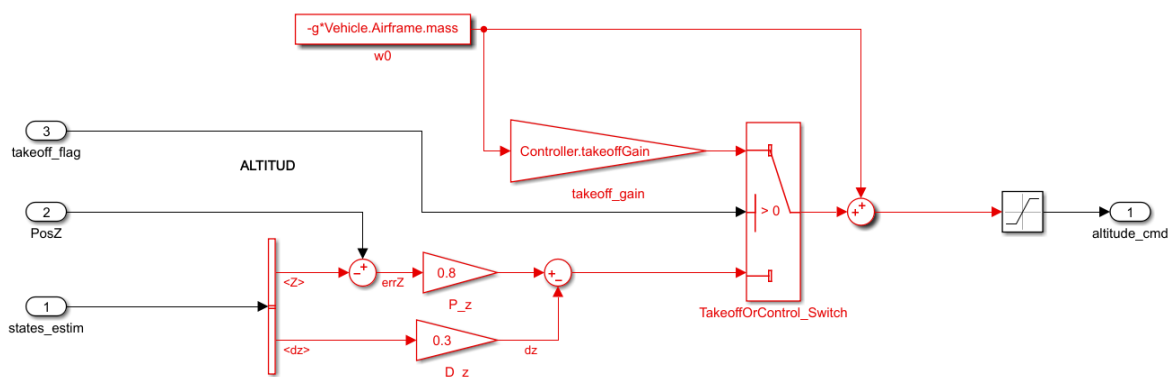 -g*Vehicle.Airframe.mass
w0
3
takeoff_flag
ALTITUD
Controller.takeoffGain
takeoff_gain
> 0
2
PosZ
+
-
<Z>
errZ
0.8
P_z
+
-
+
+
1
altitude_cmd
TakeoffOrControl_Switch
1
states_estim
<dz>
0.3
D_z
dz